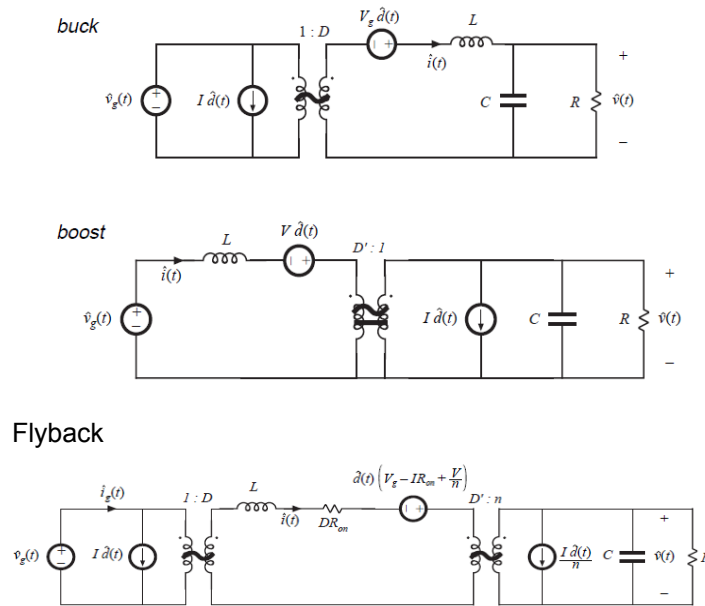 buck
1 : D
V_g d̂(t)
L
− +
î(t)
v̂_g(t)
+
−
I d̂(t)
C
R
+
v̂(t)
−
boost
L
V d̂(t)
D' : 1
− +
î(t)
v̂_g(t)
+
−
I d̂(t)
C
R
+
v̂(t)
−
Flyback
d̂(t) (V_g − IR_on + V/n)
î_g(t)
1 : D
L
D' : n
− +
î(t)
DR_on
v̂_g(t)
+
−
I d̂(t)
I d̂(t)/n
C
+
v̂(t)
−